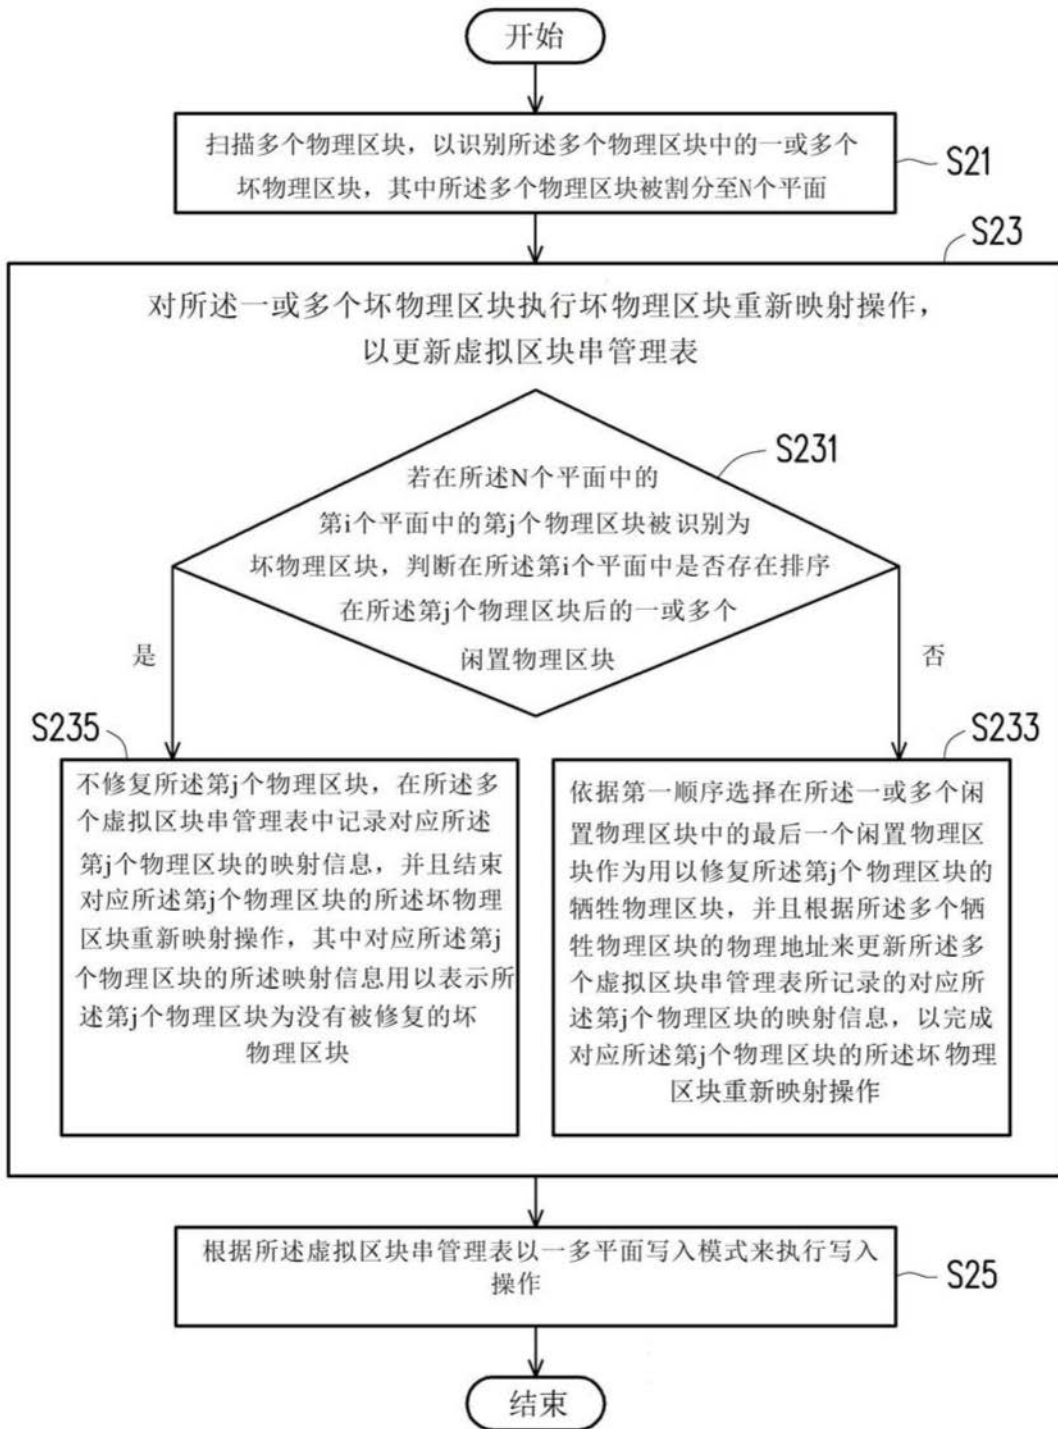 开始
扫描多个物理区块，以识别所述多个物理区块中的一或多个
坏物理区块，其中所述多个物理区块被割分至N个平面
S21
S23
对所述一或多个坏物理区块执行坏物理区块重新映射操作，
以更新虚拟区块串管理表
S231
若在所述N个平面中的
第i个平面中的第j个物理区块被识别为
坏物理区块，判断在所述第i个平面中是否存在排序
在所述第j个物理区块后的一或多个
闲置物理区块
是
否
S235
不修复所述第j个物理区块，在所述多
个虚拟区块串管理表中记录对应所述
第j个物理区块的映射信息，并且结束
对应所述第j个物理区块的所述坏物理
区块重新映射操作，其中对应所述第j
个物理区块的所述映射信息用以表示所
述第j个物理区块为没有被修复的坏
物理区块
S233
依据第一顺序选择在所述一或多个闲
置物理区块中的最后一个闲置物理区
块作为用以修复所述第j个物理区块的
牺牲物理区块，并且根据所述多个牺
牲物理区块的物理地址来更新所述多
个虚拟区块串管理表所记录的对应所
述第j个物理区块的映射信息，以完成
对应所述第j个物理区块的所述坏物理
区块重新映射操作
根据所述虚拟区块串管理表以一多平面写入模式来执行写入
操作
S25
结束